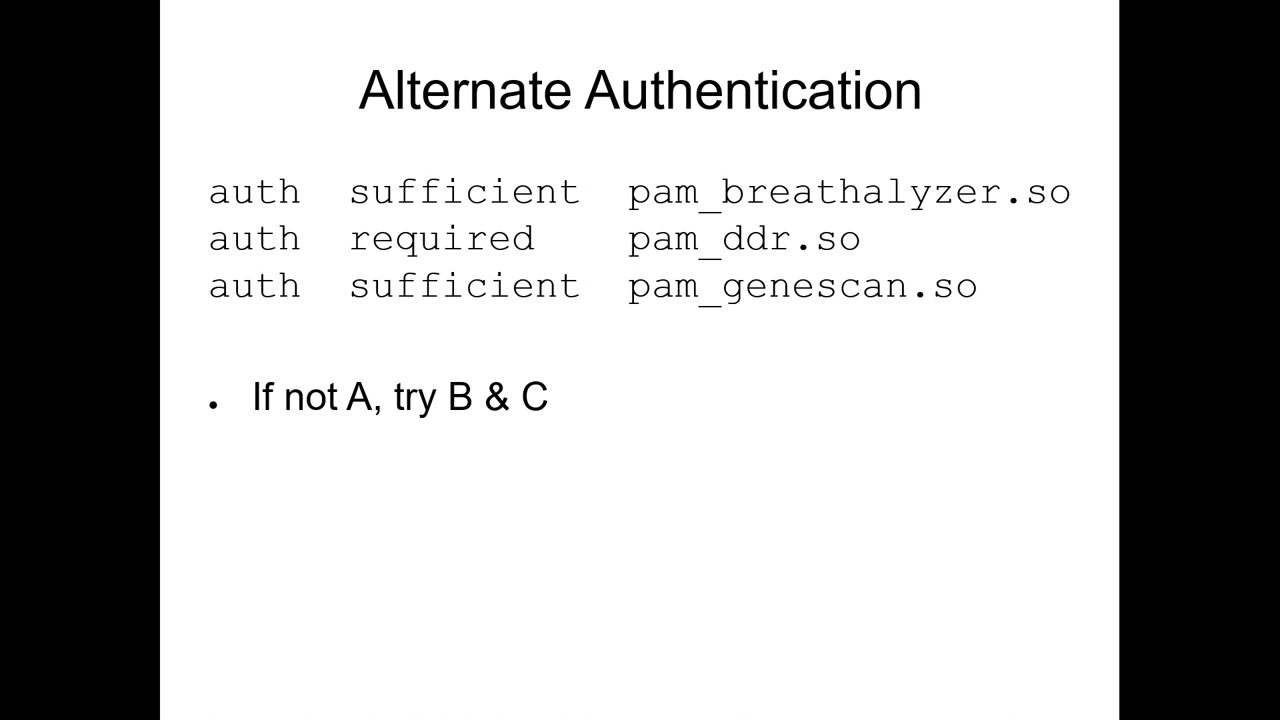 Alternate Authentication
auth  sufficient  pam_breathalyzer.so
auth  required    pam_ddr.so
auth  sufficient  pam_genescan.so
• If not A, try B & C